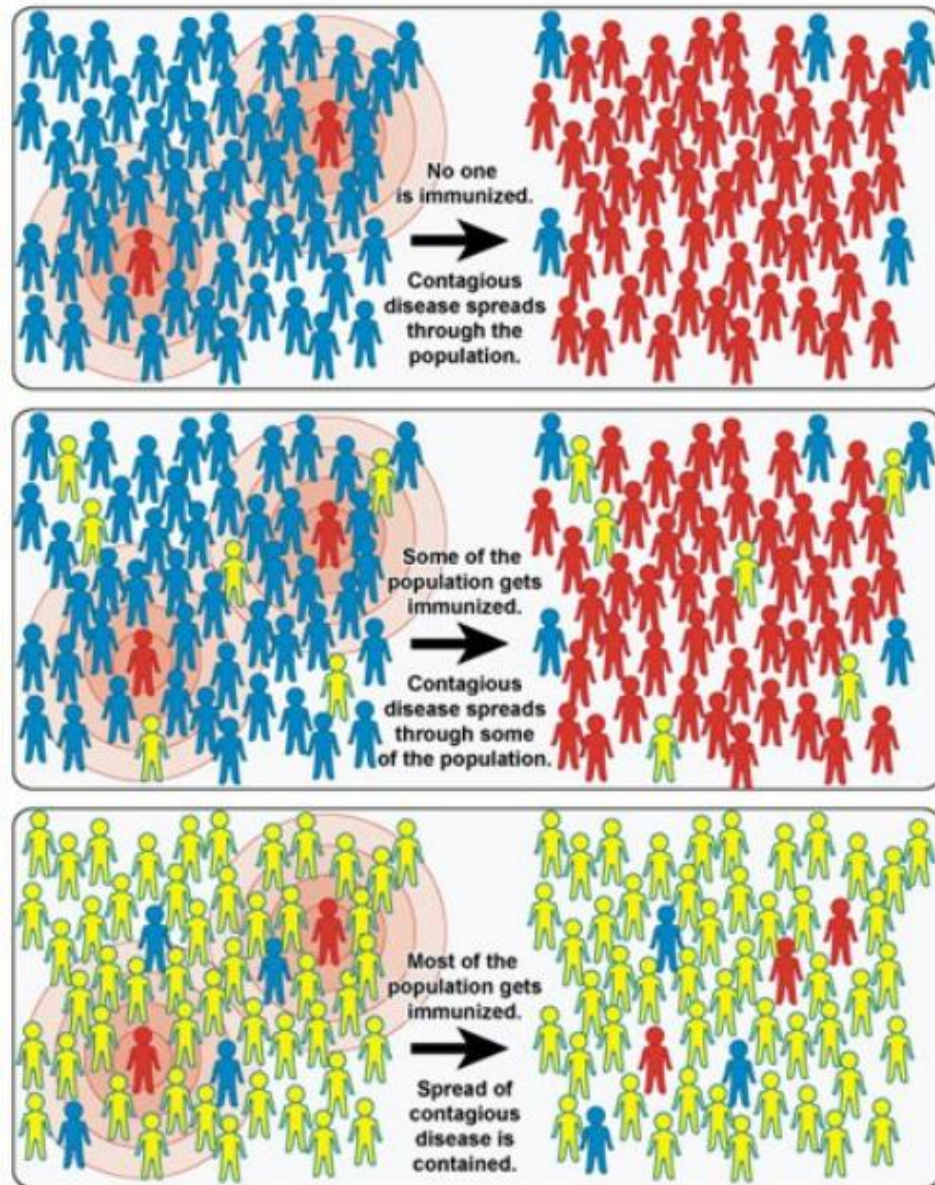 No one
is immunized.
Contagious
disease spreads
through the
population.
Some of the
population gets
immunized.
Contagious
disease spreads
through some
of the population.
Most of the
population gets
immunized.
Spread of
contagious
disease is
contained.